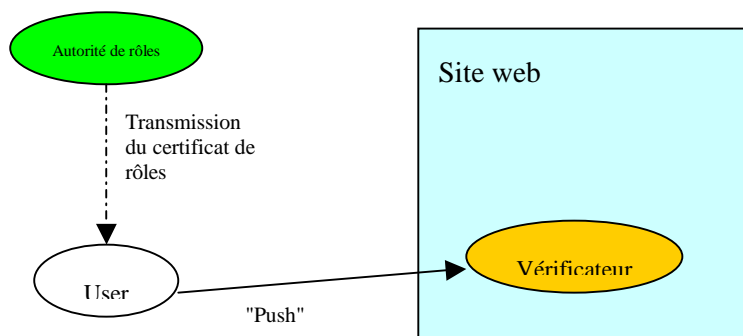 Autorité de rôles
Site web
Transmission
du certificat de
rôles
Vérificateur
User
"Push"